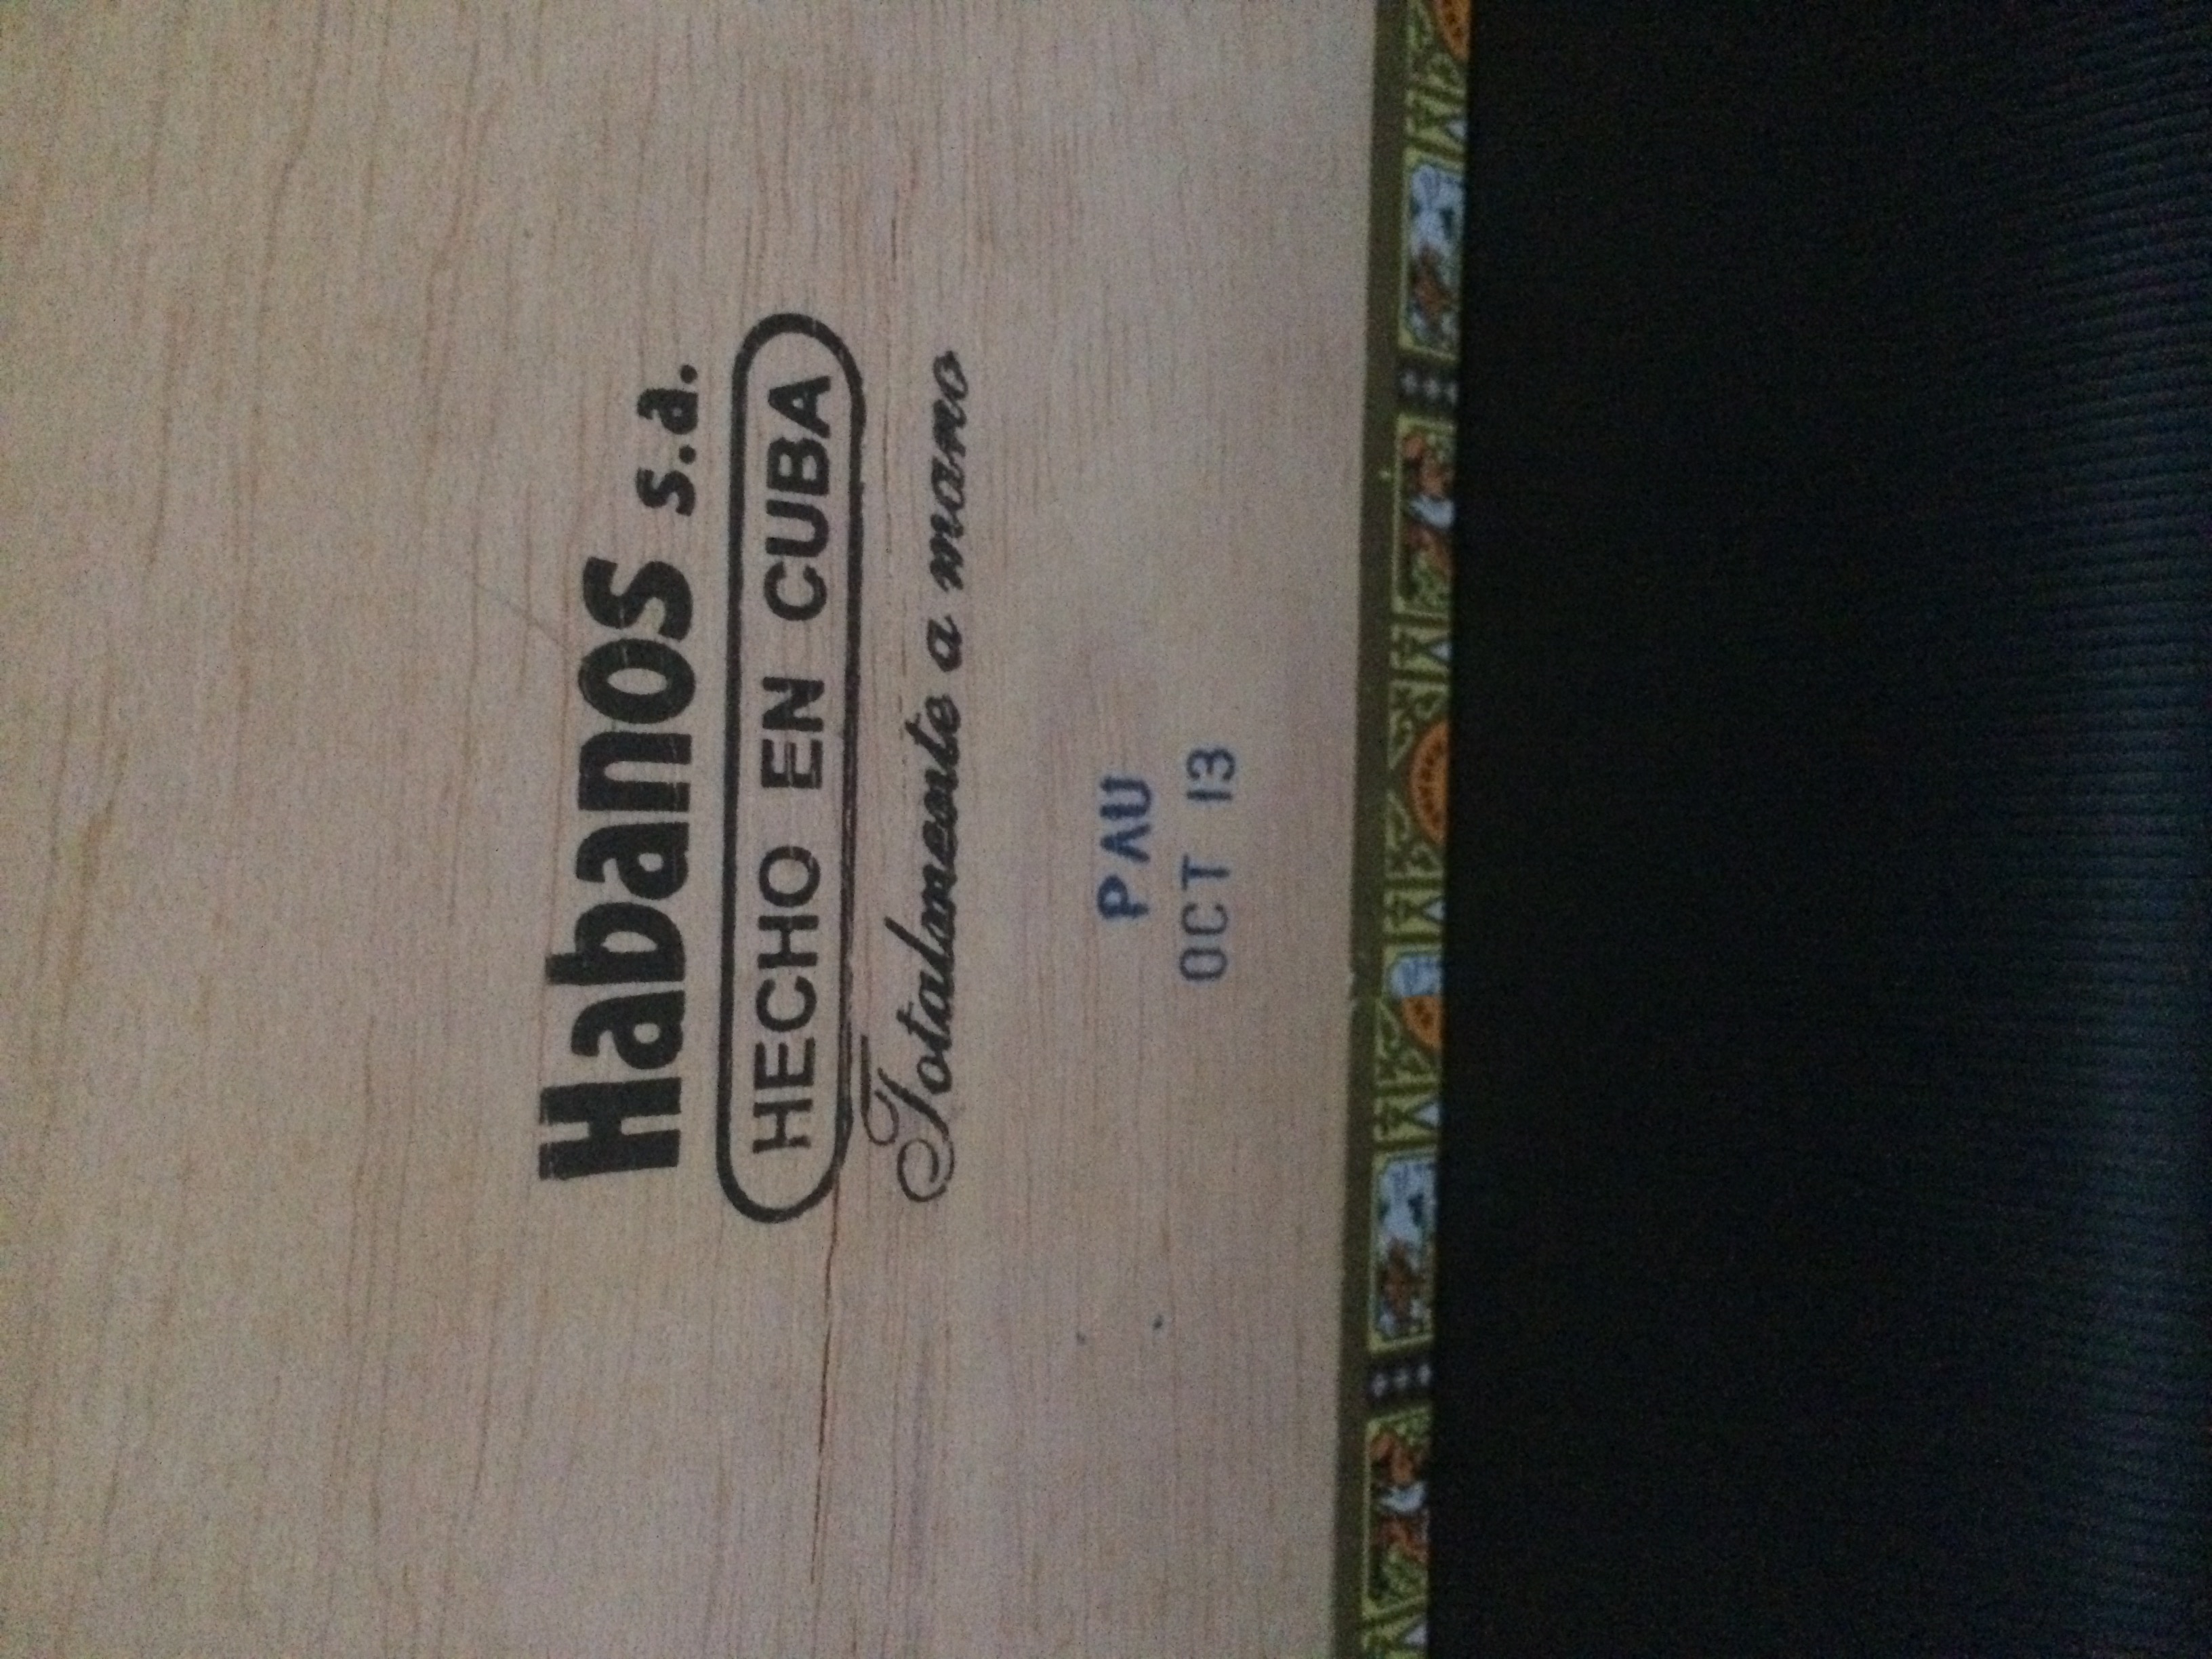 Habanos s.a.
HECHO EN CUBA
Totalmente a mano
PAU
OCT 13